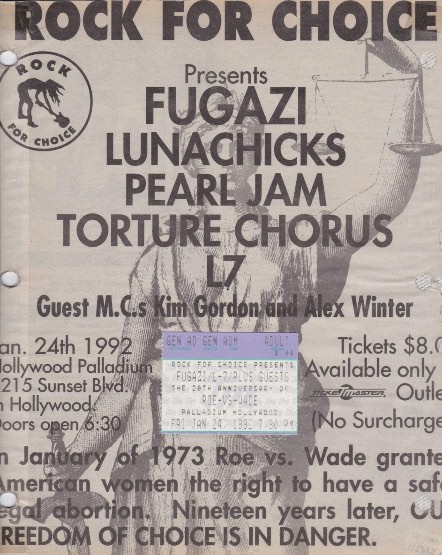 ROCK FOR CHOICE
ROCK
FOR CHOICE
Presents
FUGAZI
LUNACHICKS
PEARL JAM
TORTURE CHORUS
L7
Guest M.C.s Kim Gordon and Alex Winter
an. 24th 1992
Hollywood Palladium
215 Sunset Blvd.
n Hollywood.
Doors open 6:30
Tickets $8.0
Available only
TICKETMASTER Outle
(No Surcharge
GEN AD GEN ADM ADULT
ROCK FOR CHOICE PRESENTS
FUGAZI/L-7/PLUS GUESTS
THE 20TH ANNIVERSARY OF
ROE-VS-WADE
PALLADIUM HOLLYWOOD
FRI JAN 24, 1992 7:30 PM
n January of 1973 Roe vs. Wade grante
American women the right to have a safe
egal abortion. Nineteen years later, OU
REEDOM OF CHOICE IS IN DANGER.